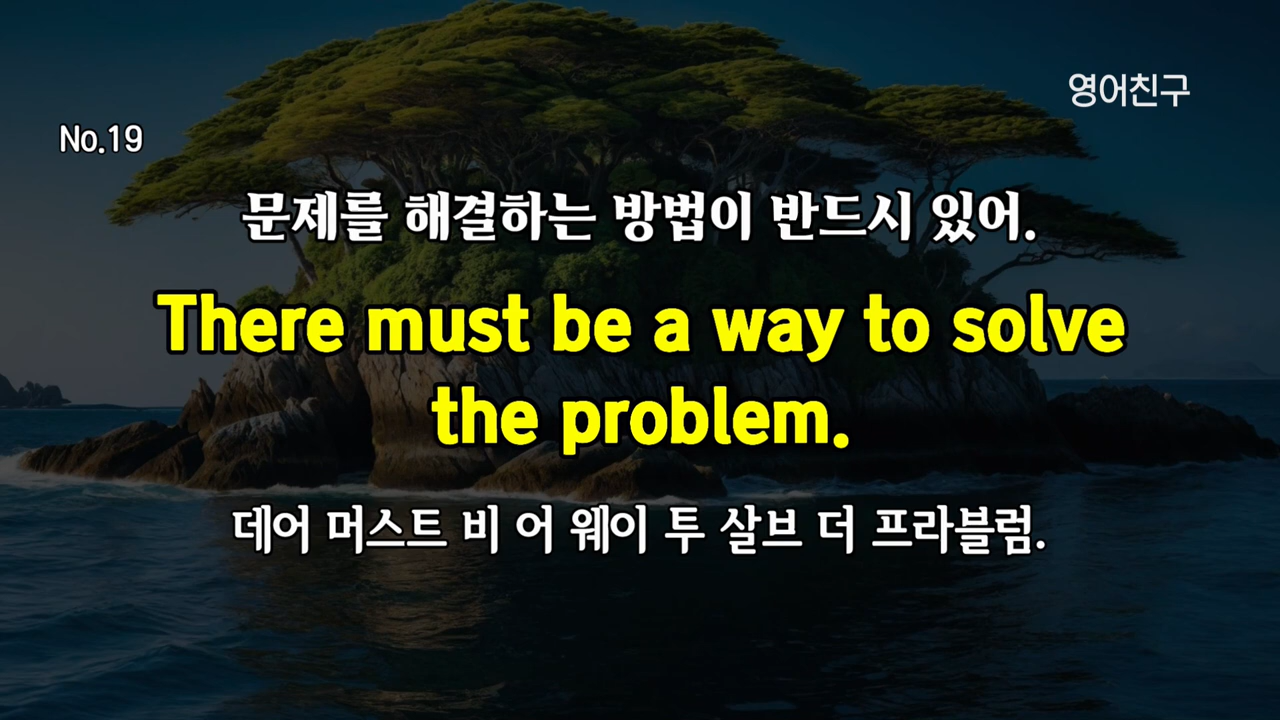 영어친구
No.19
문제를 해결하는 방법이 반드시 있어.
There must be a way to solve
the problem.
데어 머스트 비 어 웨이 투 살브 더 프라블럼.